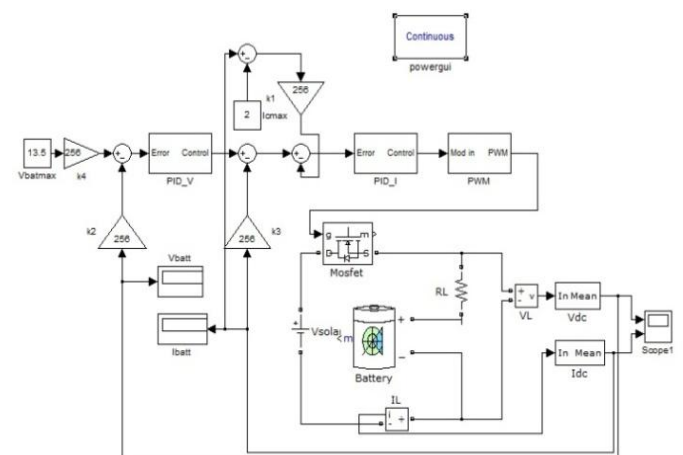 Continuous
powergui
256
k1
2
Icmax
13.5
Vbatmax
256
k4
Error Control
PID_V
Error Control
PID_I
Mod in PWM
PWM
k2
256
k3
256
g m
D S
Mosfet
Vbatt
Ibatt
RL
+
-
v
VL
In Mean
Vdc
Scope1
In Mean
Idc
+
Vsola
<m
+
−
Battery
IL
i
-
+